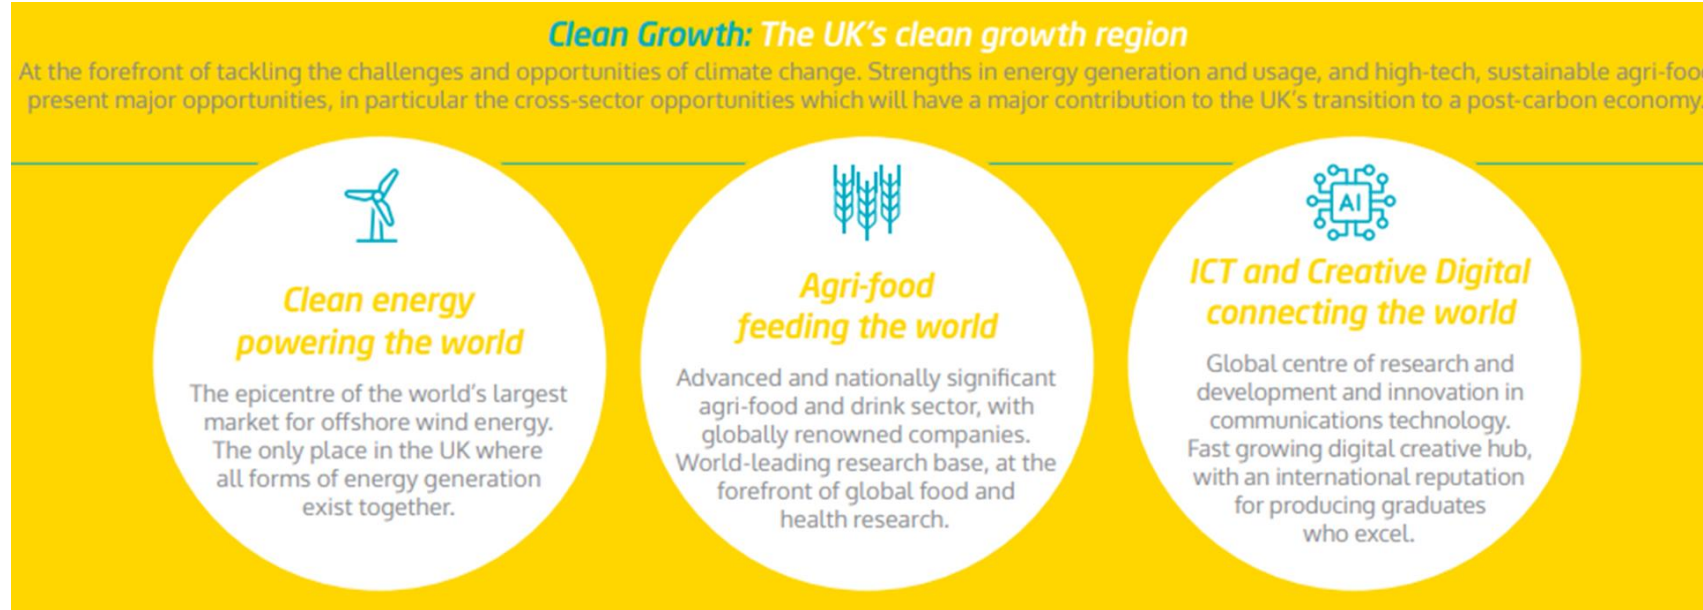 Clean Growth: The UK's clean growth region
At the forefront of tackling the challenges and opportunities of climate change. Strengths in energy generation and usage, and high-tech, sustainable
present major opportunities, in particular the cross-sector opportunities which will have a major contribution to the UK's transition to a post-carbon economy.
Clean energy
powering the world
The epicentre of the world's largest
market for offshore wind energy.
The only place in the UK where
all forms of energy generation
exist together.
Agri-food
feeding the world
Advanced and nationally significant
agri-food and drink sector, with
globally renowned companies.
World-leading research base, at the
forefront of global food and
health research.
AI
ICT and Creative Digital
connecting the world
Global centre of research and
development and innovation in
communications technology.
Fast growing digital creative hub,
with an international reputation
for producing graduates
who excel.